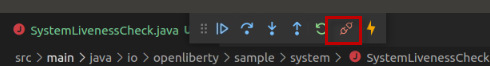 SystemLivenessCheck.java U
src > main > java > io > openliberty > sample > system > SystemLivenessCheck